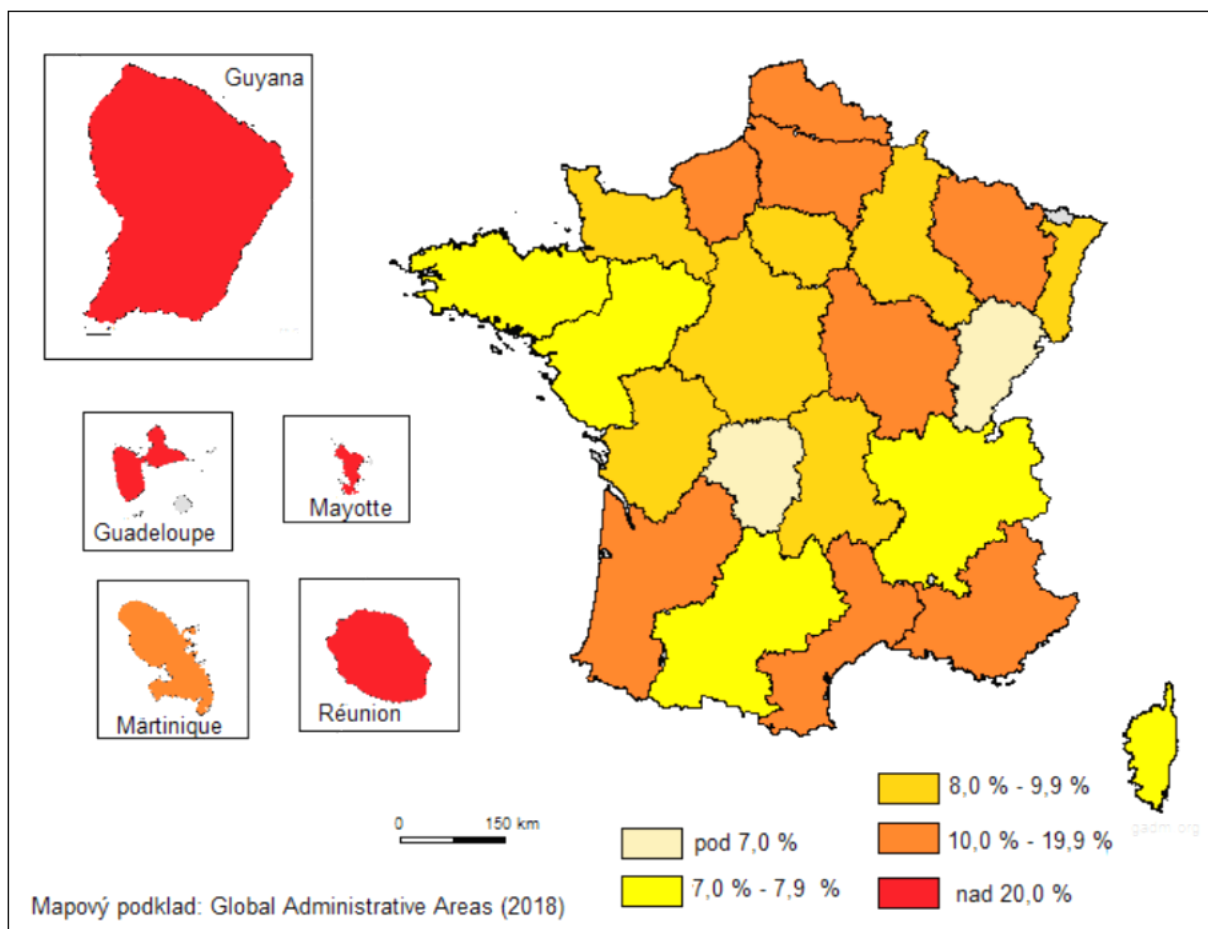 Guyana
Guadeloupe
Mayotte
Martinique
Réunion
0 150 km
8,0 % - 9,9 %
pod 7,0 %
10,0 % - 19,9 %
7,0 % - 7,9 %
nad 20,0 %
gadm.org
Mapový podklad: Global Administrative Areas (2018)